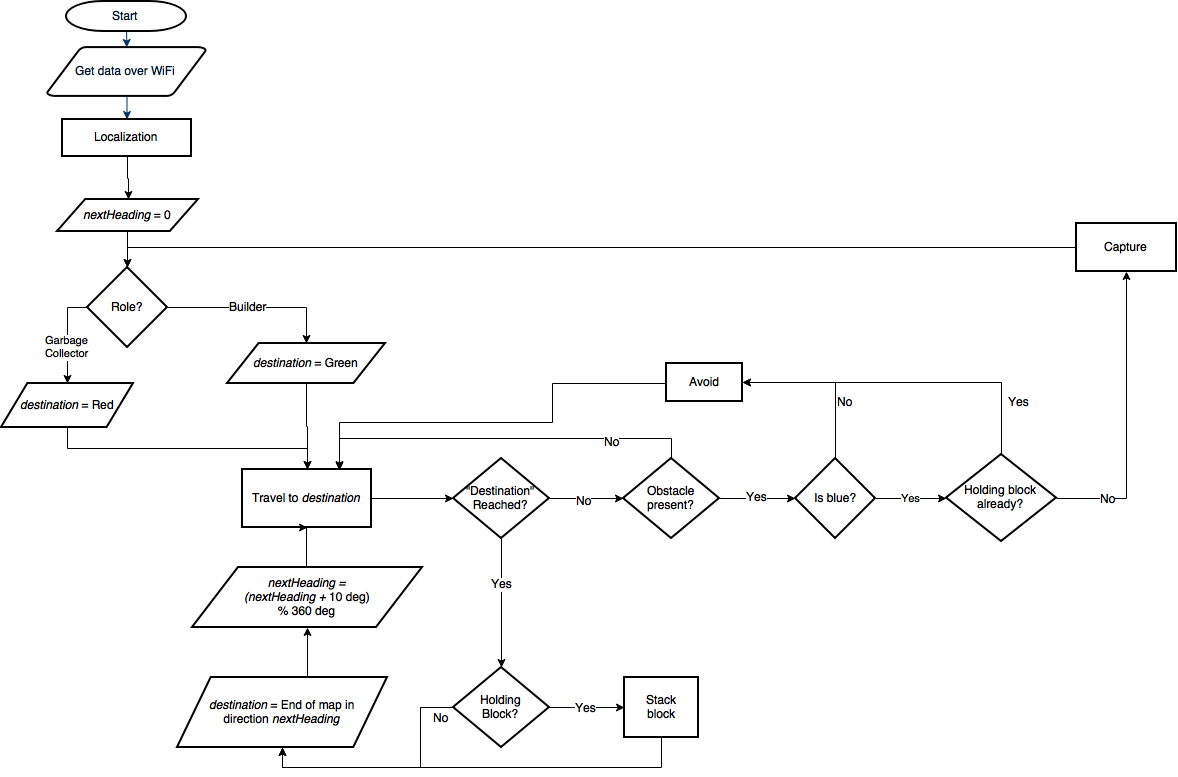 Start
Get data over WiFi
Localization
nextHeading = 0
Capture
Role?
Builder
Garbage
Collector
destination = Green
destination = Red
Avoid
No
Yes
No
Travel to destination
"Destination"
Reached?
No
Obstacle
present?
Yes
Is blue?
Yes
Holding block
already?
No
nextHeading =
(nextHeading + 10 deg)
% 360 deg
Yes
destination = End of map in
direction nextHeading
No
Holding
Block?
Yes
Stack
block